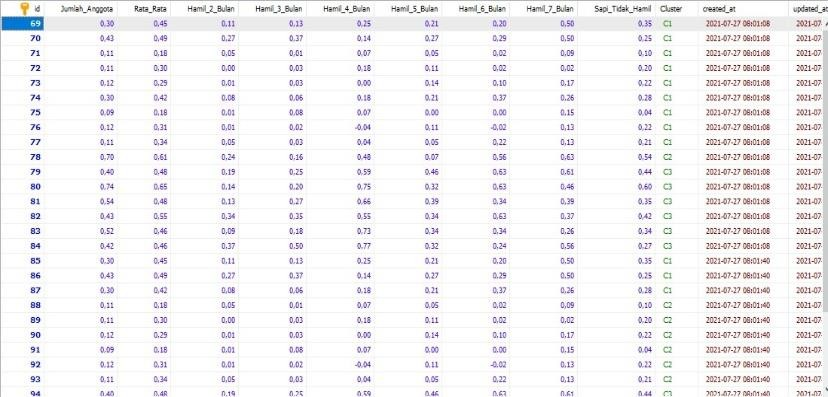 id Jumlah_Anggota Rata_Rata Hamil_2_Bulan Hamil_3_Bulan Hamil_4_Bulan Hamil_5_Bulan Hamil_6_Bulan Hamil_7_Bulan Sapi_Tidak_Hamil Cluster created_at updated_at
69 0,30 0,45 0,11 0,13 0,25 0,21 0,20 0,50 0,35 C1 2021-07-27 08:01:08 2021-07-
70 0,43 0,49 0,27 0,37 0,14 0,27 0,29 0,50 0,25 C1 2021-07-27 08:01:08 2021-07-
71 0,11 0,18 0,05 0,01 0,07 0,05 0,02 0,09 0,10 C1 2021-07-27 08:01:08 2021-07-
72 0,11 0,30 0,00 0,03 0,18 0,11 0,02 0,02 0,20 C1 2021-07-27 08:01:08 2021-07-
73 0,12 0,29 0,01 0,03 0,00 0,14 0,10 0,17 0,22 C1 2021-07-27 08:01:08 2021-07-
74 0,30 0,42 0,08 0,06 0,18 0,21 0,37 0,26 0,28 C1 2021-07-27 08:01:08 2021-07-
75 0,09 0,18 0,01 0,08 0,07 0,00 0,00 0,15 0,04 C1 2021-07-27 08:01:08 2021-07-
76 0,12 0,31 0,01 0,02 -0,04 0,11 -0,02 0,13 0,22 C1 2021-07-27 08:01:08 2021-07-
77 0,11 0,34 0,05 0,03 0,04 0,05 0,22 0,13 0,21 C1 2021-07-27 08:01:08 2021-07-
78 0,70 0,61 0,24 0,16 0,48 0,07 0,56 0,63 0,54 C2 2021-07-27 08:01:08 2021-07-
79 0,40 0,48 0,19 0,25 0,59 0,46 0,63 0,61 0,44 C3 2021-07-27 08:01:08 2021-07-
80 0,74 0,65 0,14 0,20 0,75 0,32 0,63 0,46 0,60 C3 2021-07-27 08:01:08 2021-07-
81 0,54 0,48 0,13 0,27 0,66 0,39 0,34 0,39 0,35 C3 2021-07-27 08:01:08 2021-07-
82 0,43 0,55 0,34 0,35 0,55 0,34 0,63 0,37 0,42 C3 2021-07-27 08:01:08 2021-07-
83 0,52 0,46 0,09 0,18 0,73 0,34 0,34 0,26 0,34 C3 2021-07-27 08:01:08 2021-07-
84 0,42 0,46 0,37 0,50 0,77 0,32 0,24 0,56 0,27 C3 2021-07-27 08:01:08 2021-07-
85 0,30 0,45 0,11 0,13 0,25 0,21 0,20 0,50 0,35 C1 2021-07-27 08:01:40 2021-07-
86 0,43 0,49 0,27 0,37 0,14 0,27 0,29 0,50 0,25 C1 2021-07-27 08:01:40 2021-07-
87 0,30 0,42 0,08 0,06 0,18 0,21 0,37 0,26 0,28 C1 2021-07-27 08:01:40 2021-07-
88 0,11 0,18 0,05 0,01 0,07 0,05 0,02 0,09 0,10 C2 2021-07-27 08:01:40 2021-07-
89 0,11 0,30 0,00 0,03 0,18 0,11 0,02 0,02 0,20 C2 2021-07-27 08:01:40 2021-07-
90 0,12 0,29 0,01 0,03 0,00 0,14 0,10 0,17 0,22 C2 2021-07-27 08:01:40 2021-07-
91 0,09 0,18 0,01 0,08 0,07 0,00 0,00 0,15 0,04 C2 2021-07-27 08:01:40 2021-07-
92 0,12 0,31 0,01 0,02 -0,04 0,11 -0,02 0,13 0,22 C2 2021-07-27 08:01:40 2021-07-
93 0,11 0,34 0,05 0,03 0,04 0,05 0,22 0,13 0,21 C2 2021-07-27 08:01:40 2021-07-
94 0,40 0,48 0,19 0,25 0,59 0,46 0,63 0,61 0,44 C3 2021-07-27 08:01:40 2021-07-